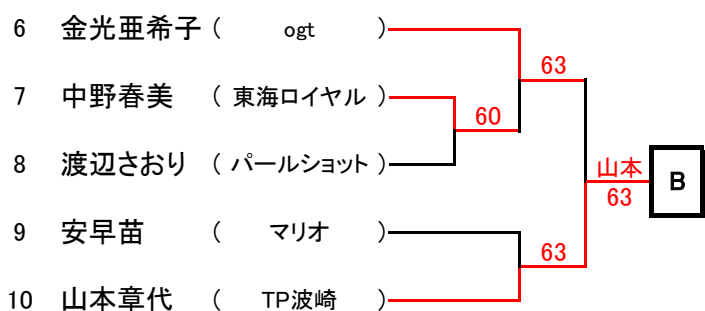 6 金光亜希子 ( ogt )
63
7 中野春美 ( 東海ロイヤル )
60
8 渡辺さおり ( パールショット )
山本
63
B
9 安早苗 ( マリオ )
63
10 山本章代 ( TP波崎 )